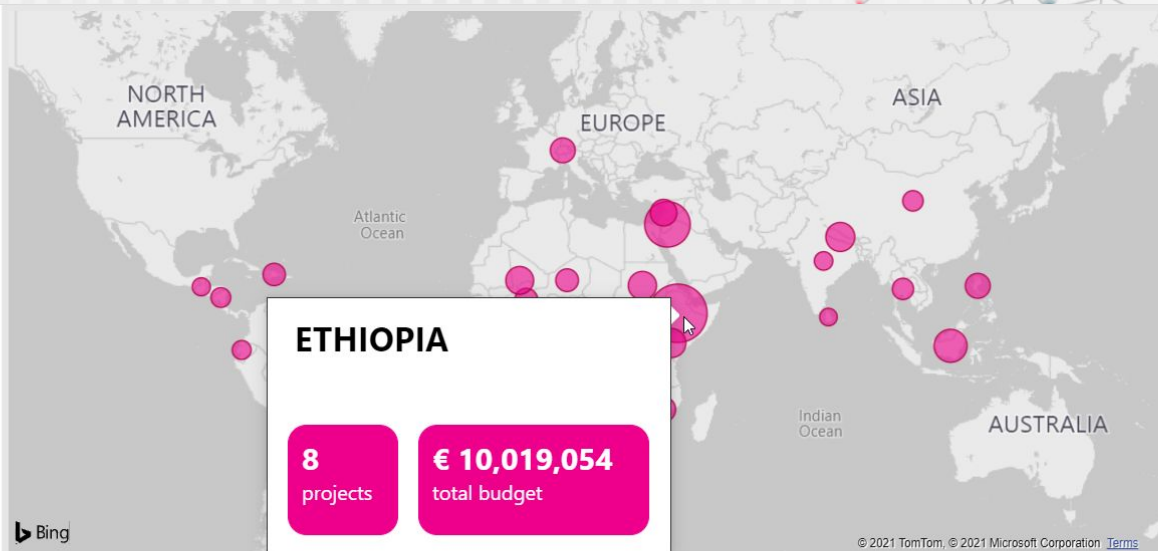 NORTH
AMERICA
EUROPE
ASIA
Atlantic
Ocean
ETHIOPIA
8
projects
€ 10,019,054
total budget
Indian
Ocean
AUSTRALIA
Bing
© 2021 TomTom, © 2021 Microsoft Corporation Terms